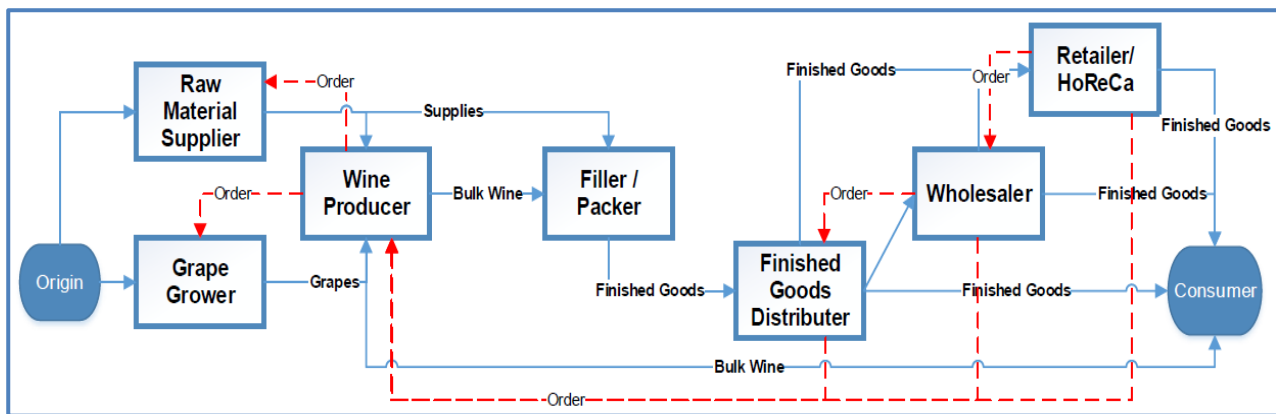 Retailer/
HoReCa
Finished Goods
Order
Raw
Material
Supplier
Order
Supplies
Finished Goods
Wine
Producer
Bulk Wine
Filler /
Packer
Wholesaler
Finished Goods
Order
Order
Origin
Grape
Grower
Grapes
Finished Goods
Finished
Goods
Distributer
Finished Goods
Consumer
Bulk Wine
Order